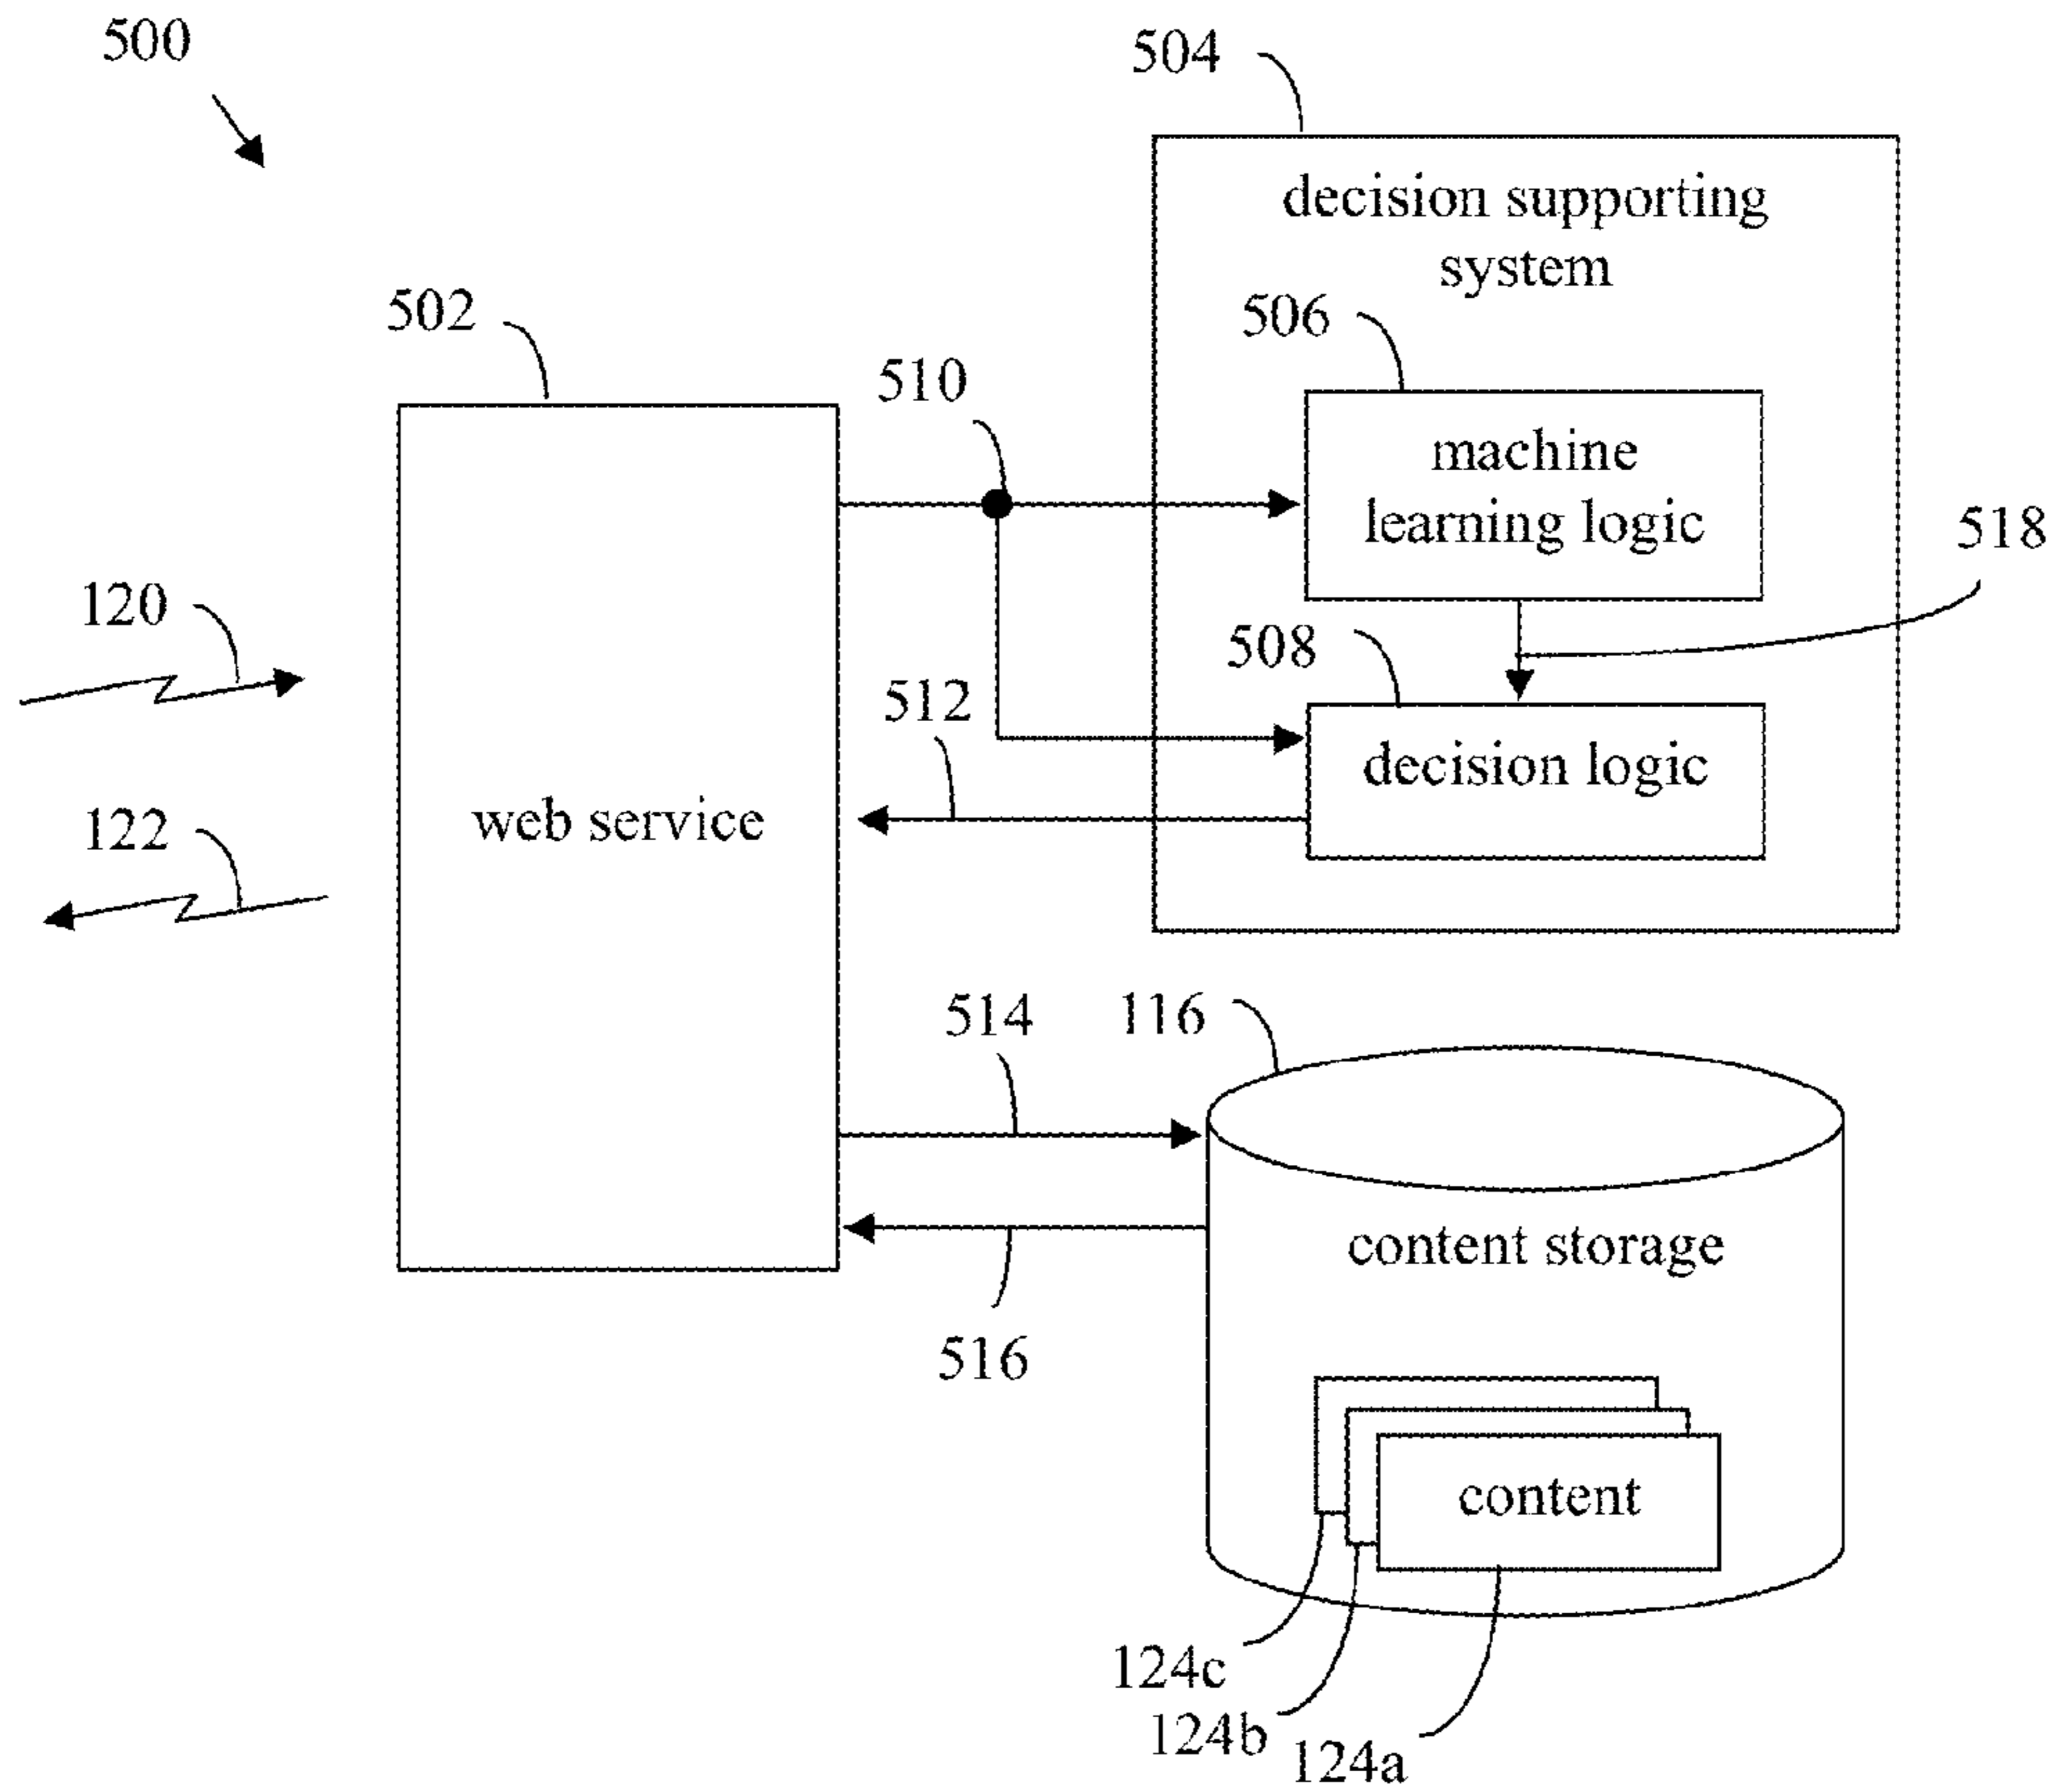 500
504
decision supporting
system
502
506
510
machine
learning logic
518
120
508
512
decision logic
122
web service
514
116
content storage
516
content
124c
124b
124a